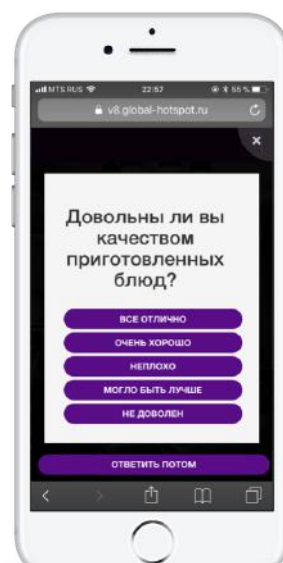 MTS RUS 22:57 55 %
v8.global-hotspot.ru
Довольны ли вы
качеством
приготовленных
блюд?
ВСЕ ОТЛИЧНО
ОЧЕНЬ ХОРОШО
НЕПЛОХО
МОГЛО БЫТЬ ЛУЧШЕ
НЕ ДОВОЛЕН
ОТВЕТИТЬ ПОТОМ